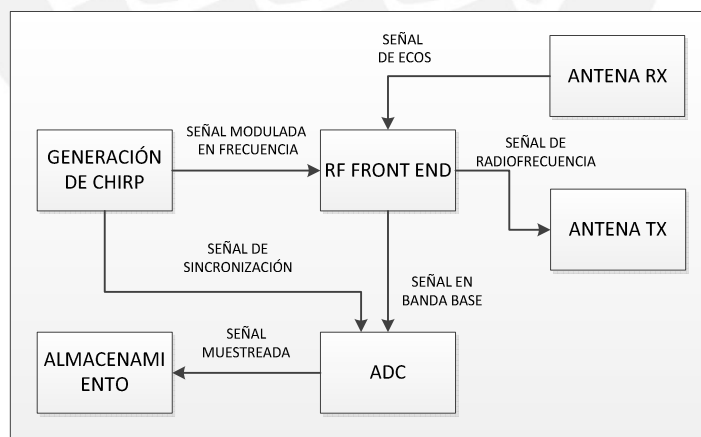 SEÑAL
DE ECOS
ANTENA RX
SEÑAL MODULADA
EN FRECUENCIA
GENERACIÓN
DE CHIRP
RF FRONT END
SEÑAL DE
RADIOFRECUENCIA
ANTENA TX
SEÑAL DE
SINCRONIZACIÓN
SEÑAL EN
BANDA BASE
SEÑAL
MUESTREADA
ALMACENAMI
ENTO
ADC